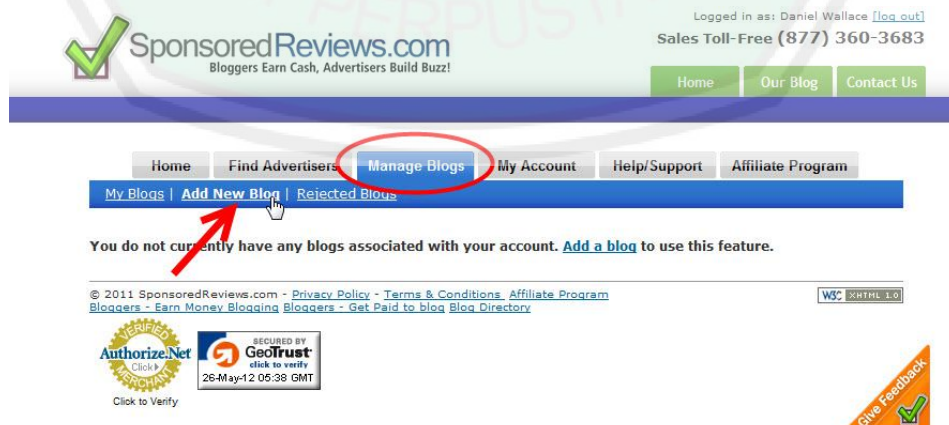 PERPUS
Logged in as: Daniel Wallace [log out]
SponsoredReviews.com
Sales Toll-Free (877) 360-3683
Bloggers Earn Cash, Advertisers Build Buzz!
Home Our Blog Contact Us
Home Find Advertisers Manage Blogs My Account Help/Support Affiliate Program
My Blogs | Add New Blog | Rejected Blogs
You do not currently have any blogs associated with your account. Add a blog to use this feature.
© 2011 SponsoredReviews.com - Privacy Policy - Terms & Conditions Affiliate Program
W3C XHTML 1.0
Bloggers - Earn Money Blogging Bloggers - Get Paid to blog Blog Directory
VERIFIED
Authorize.Net
Click
MERCHANT
Click to Verify
SECURED BY
GeoTrust
click to verify
26-May-12 05:38 GMT
Give Feedback